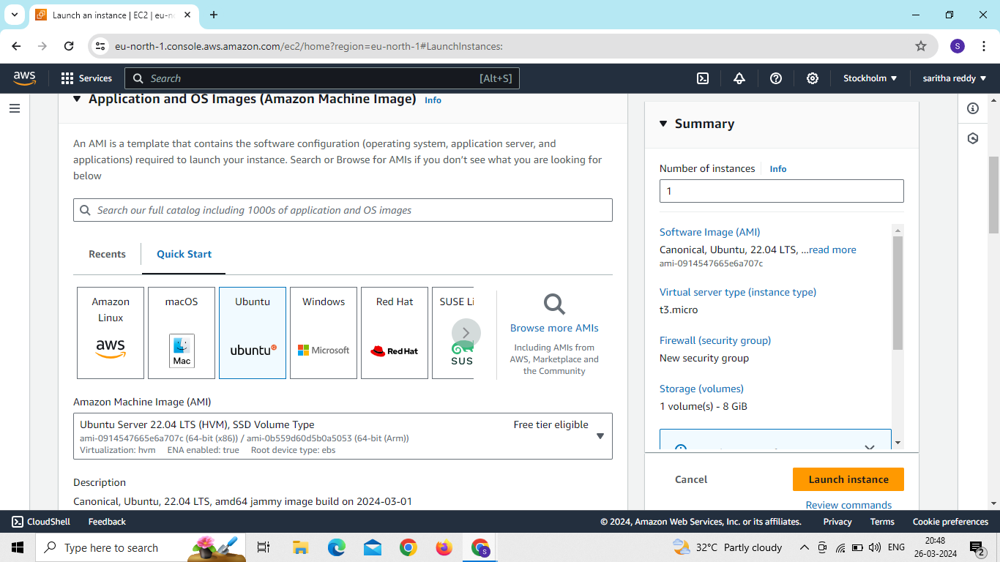 Launch an instance | EC2 | eu-n
eu-north-1.console.aws.amazon.com/ec2/home?region=eu-north-1#LaunchInstances:
S
aws
Services
Search
[Alt+S]
Stockholm
saritha reddy
Application and OS Images (Amazon Machine Image)
Info
An AMI is a template that contains the software configuration (operating system, application server, and
applications) required to launch your instance. Search or Browse for AMIs if you don’t see what you are looking for
below
Search our full catalog including 1000s of application and OS images
Recents
Quick Start
Amazon
Linux
aws
macOS
Mac
Ubuntu
ubuntu
Windows
Microsoft
Red Hat
Red Hat
SUSE Li
SUS
Browse more AMIs
Including AMIs from
AWS, Marketplace and
the Community
Amazon Machine Image (AMI)
Ubuntu Server 22.04 LTS (HVM), SSD Volume Type
Free tier eligible
ami-0914547665e6a707c (64-bit (x86)) / ami-0b559d60d5b0a5053 (64-bit (Arm))
Virtualization: hvm ENA enabled: true Root device type: ebs
Description
Canonical, Ubuntu, 22.04 LTS, amd64 jammy image build on 2024-03-01
Summary
Number of instances
Info
1
Software Image (AMI)
Canonical, Ubuntu, 22.04 LTS, ...read more
ami-0914547665e6a707c
Virtual server type (instance type)
t3.micro
Firewall (security group)
New security group
Storage (volumes)
1 volume(s) - 8 GiB
Cancel
Launch instance
Review commands
CloudShell
Feedback
© 2024, Amazon Web Services, Inc. or its affiliates.
Privacy
Terms
Cookie preferences
Type here to search
S
32°C Partly cloudy
ENG
20:48
26-03-2024
2